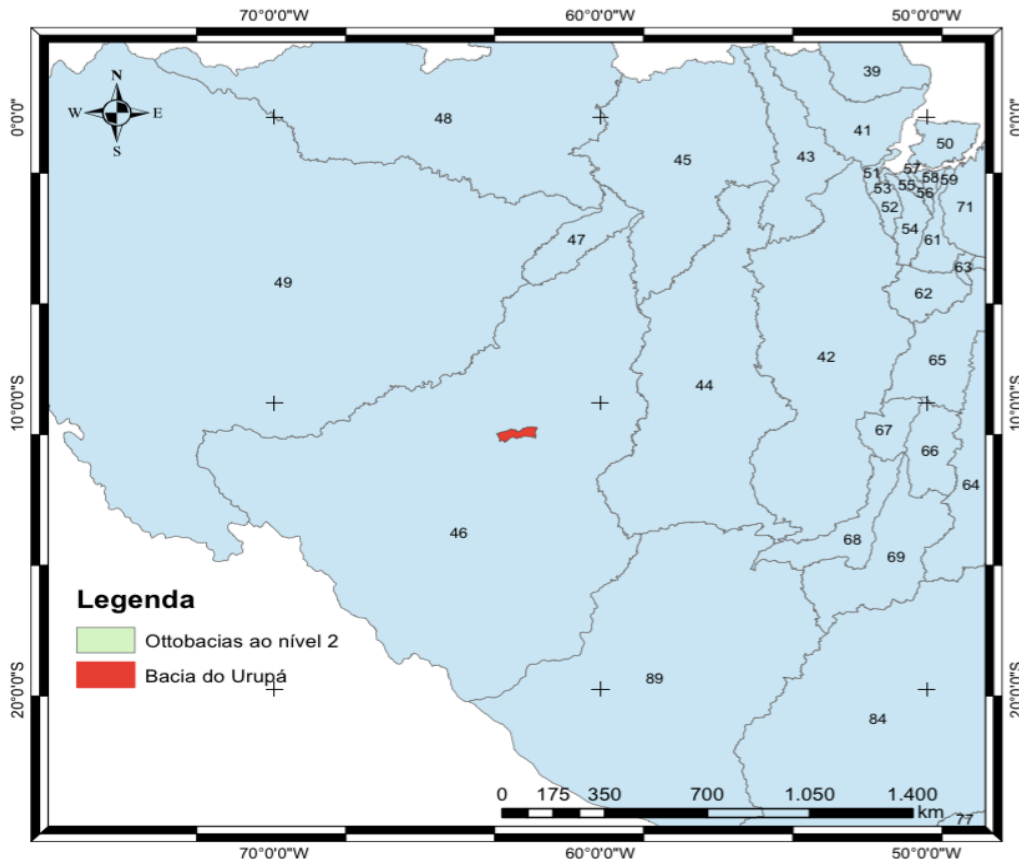 70°0'0"W 60°0'0"W 50°0'0"W
N
W E
S
0°0'0" 0°0'0"
39
48 41 50
45 43
51 57 58 59
53 55 56
52 71
54 61
47
63
49 62
42 65
44
10°0'0"S 10°0'0"S
67
66
64
46 68
69
Legenda
Ottobacias ao nível 2
Bacia do Urupá
89
20°0'0"S 20°0'0"S
84
0 175 350 700 1.050 1.400
km
77
70°0'0"W 60°0'0"W 50°0'0"W